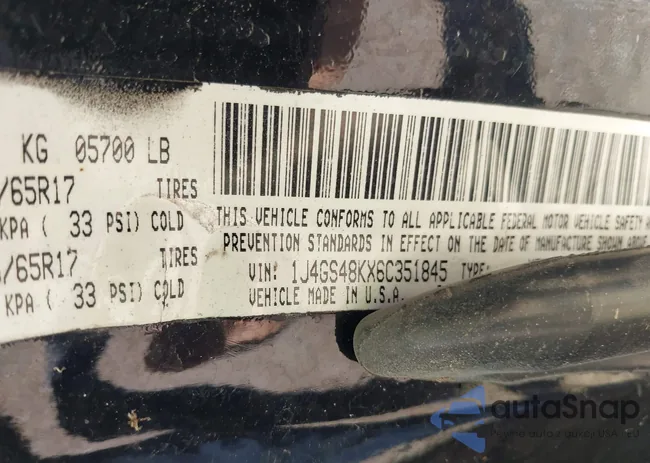 KG 05700 LB
/65R17 TIRES
KPA ( 33 PSI) COLD
/65R17 TIRES
KPA ( 33 PSI) COLD
THIS VEHICLE CONFORMS TO ALL APPLICABLE FEDERAL MOTOR VEHICLE SAFETY
PREVENTION STANDARDS IN EFFECT ON THE DATE OF MANUFACTURE SHOWN ABOVE
VIN: 1J4GS48KX6C351845 TYPE:
VEHICLE MADE IN U.S.A.
autaSnap